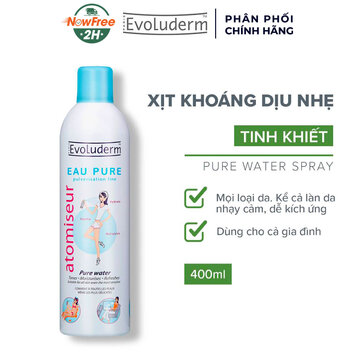 NowFree
2H
Evoluderm
PHÂN PHỐI
CHÍNH HÃNG
XỊT KHOÁNG DỊU NHẸ
TINH KHIẾT
PURE WATER SPRAY
Mọi loại da. Kể cả làn da
nhạy cảm, dễ kích ứng
Dùng cho cả gia đình
400ml
Evoluderm
EAU PURE
pulvérisation fine
atomiseur
Pure water